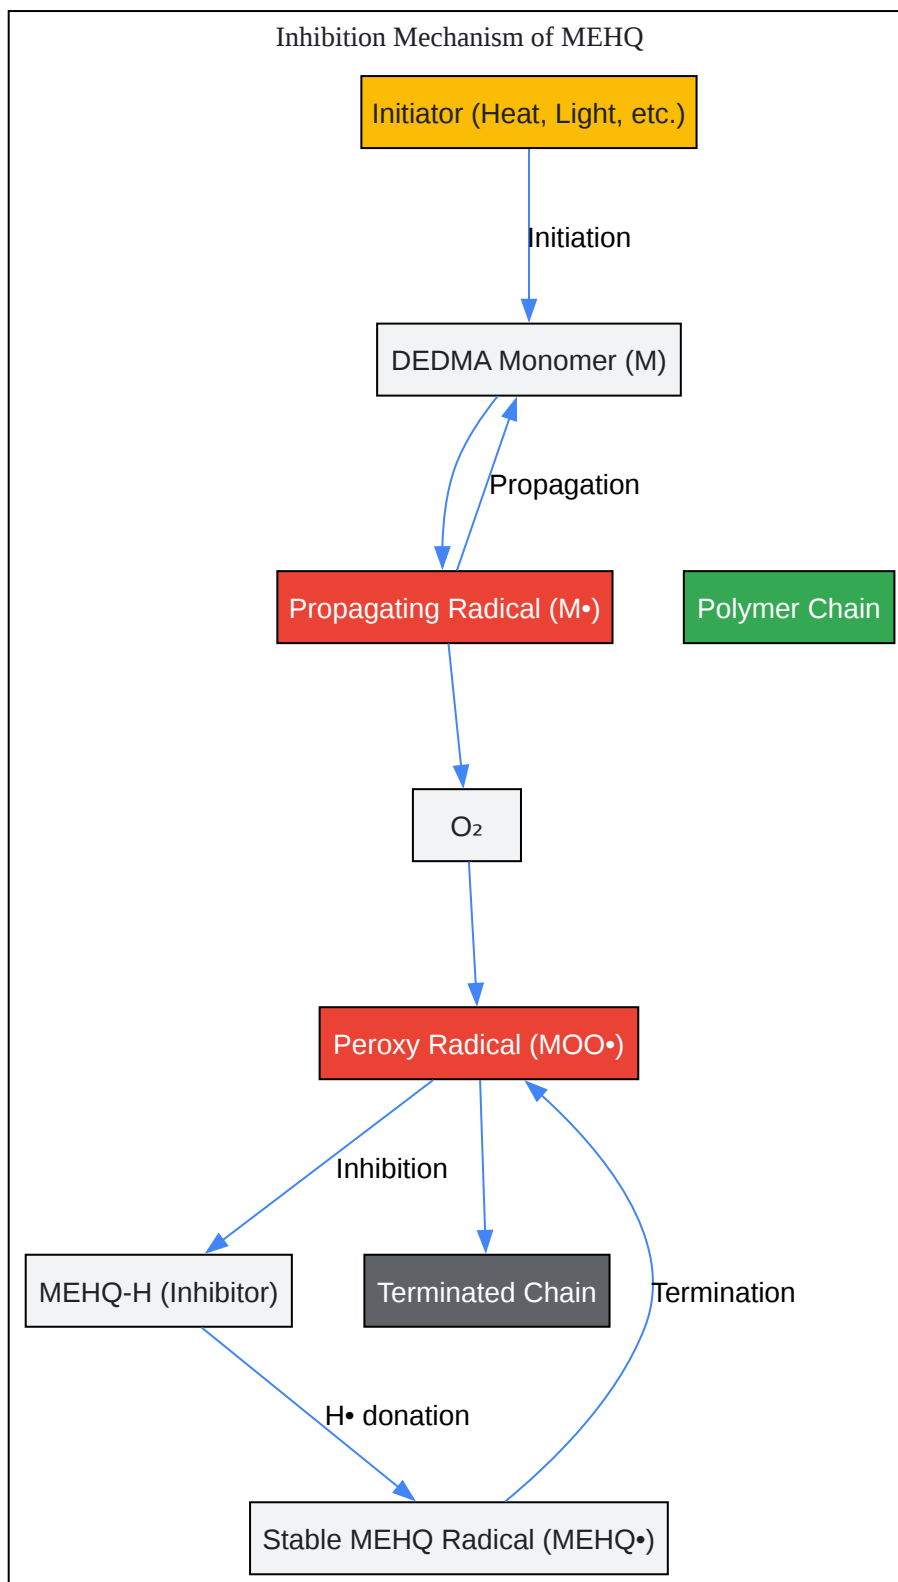 Inhibition Mechanism of MEHQ
Initiator (Heat, Light, etc.)
Initiation
DEDMA Monomer (M)
Propagation
Propagating Radical (M•)
Polymer Chain
O₂
Peroxy Radical (MOO•)
Inhibition
MEHQ-H (Inhibitor)
Terminated Chain
Termination
H• donation
Stable MEHQ Radical (MEHQ•)